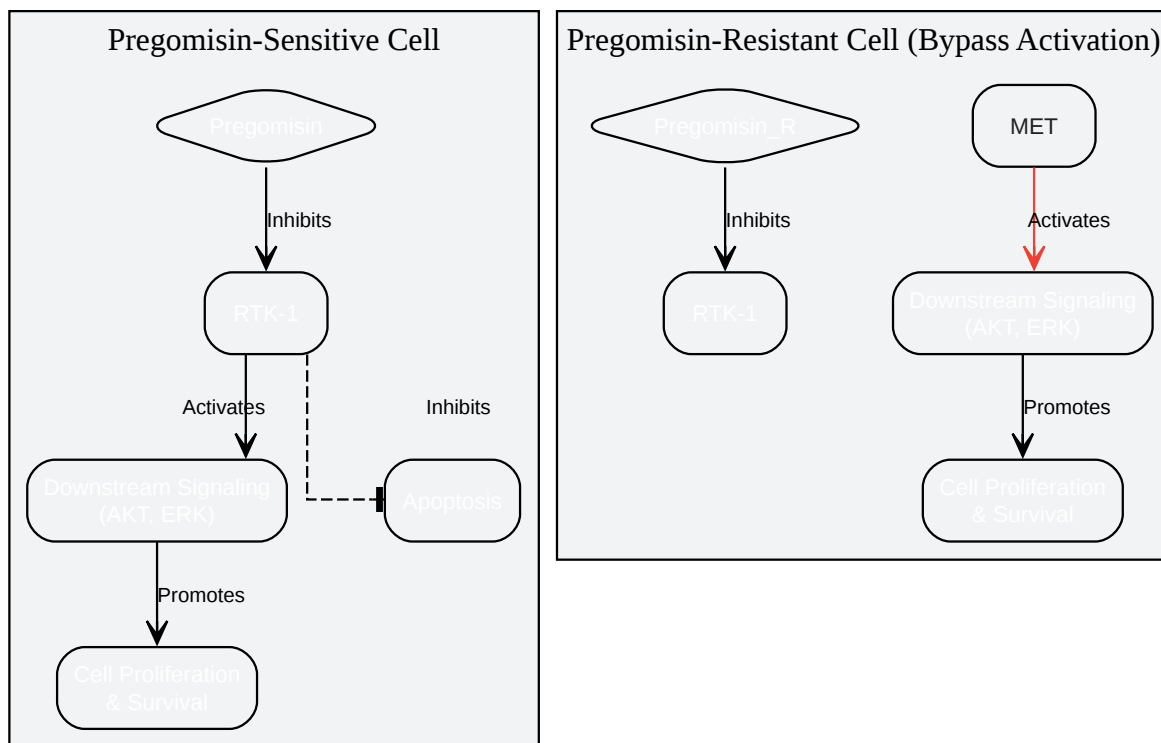 Pregomisin-Sensitive Cell
Pregomisin
Inhibits
RTK-1
Activates
Inhibits
Downstream Signaling
(AKT, ERK)
Apoptosis
Promotes
Cell Proliferation
& Survival
Pregomisin-Resistant Cell (Bypass Activation)
Pregomisin_R
MET
Inhibits
Activates
RTK-1
Downstream Signaling
(AKT, ERK)
Promotes
Cell Proliferation
& Survival